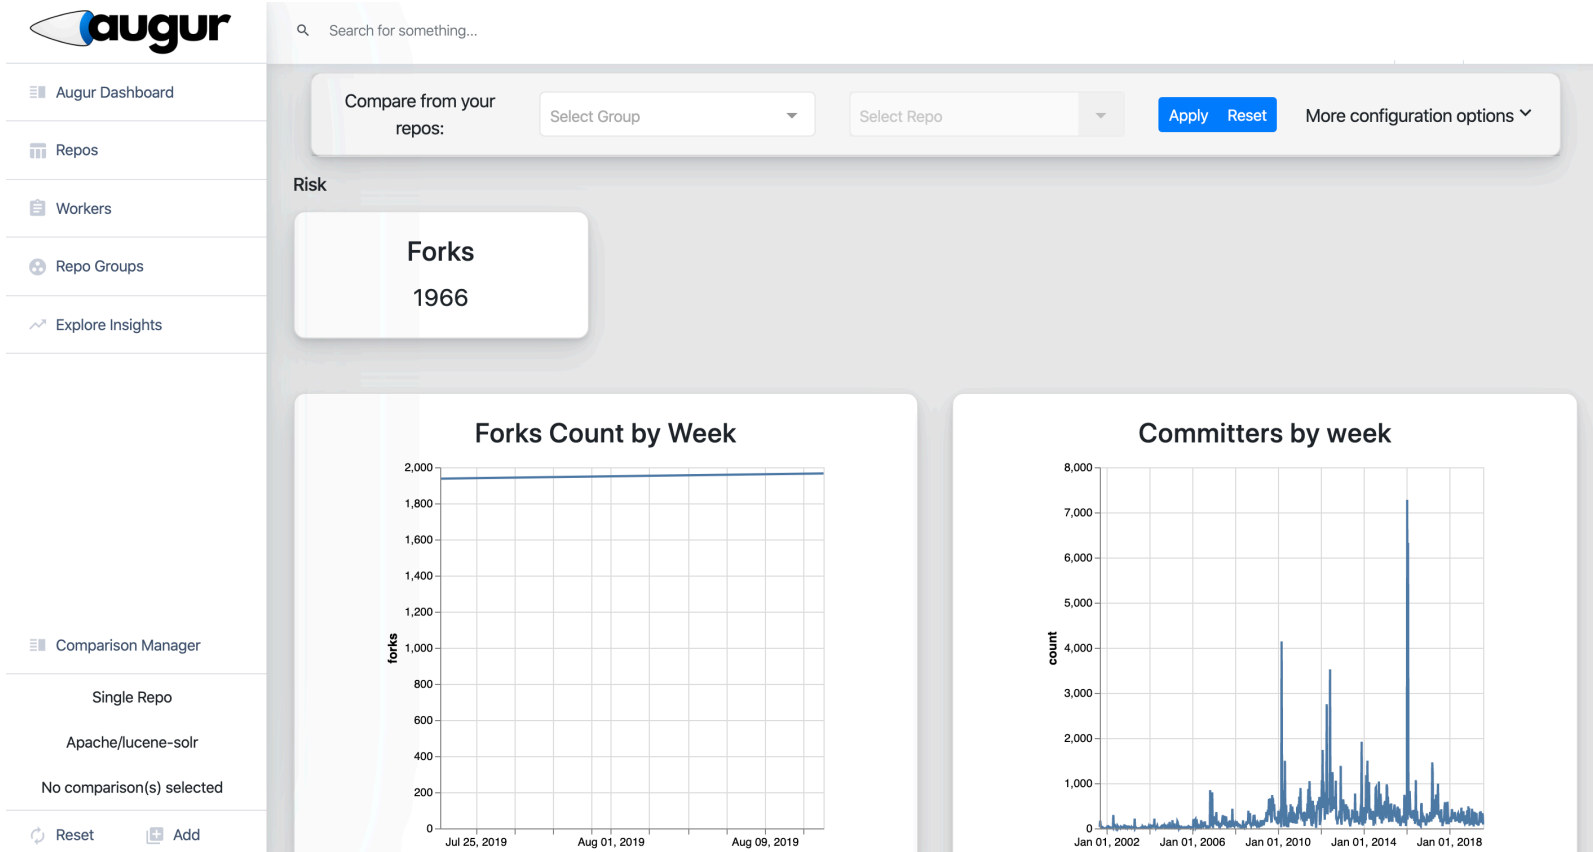 augur
Search for something...
Augur Dashboard
Repos
Workers
Repo Groups
Explore Insights
Comparison Manager
Single Repo
Apache/lucene-solr
No comparison(s) selected
Reset
Add
Compare from your
repos:
Select Group
Select Repo
Apply
Reset
More configuration options
Risk
Forks
1966
Forks Count by Week
2,000
1,800
1,600
1,400
1,200
1,000
800
600
400
200
0
forks
Jul 25, 2019
Aug 01, 2019
Aug 09, 2019
Committers by week
8,000
7,000
6,000
5,000
4,000
3,000
2,000
1,000
0
count
Jan 01, 2002
Jan 01, 2006
Jan 01, 2010
Jan 01, 2014
Jan 01, 2018